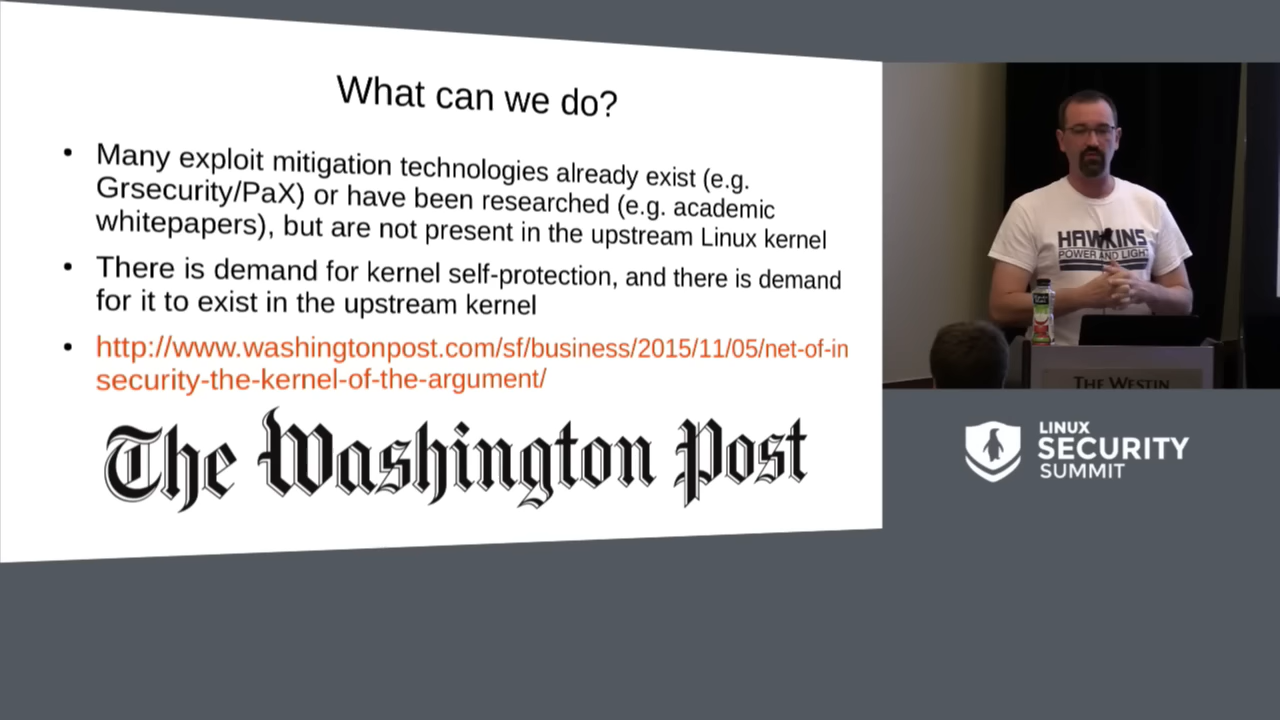 What can we do?
• Many exploit mitigation technologies already exist (e.g.
Grsecurity/PaX) or have been researched (e.g. academic
whitepapers), but are not present in the upstream Linux kernel
• There is demand for kernel self-protection, and there is demand
for it to exist in the upstream kernel
• http://www.washingtonpost.com/sf/business/2015/11/05/net-of-in
security-the-kernel-of-the-argument/
The Washington Post
HAWKINS
POWER AND LIGHT
THE WESTIN
LINUX
SECURITY
SUMMIT